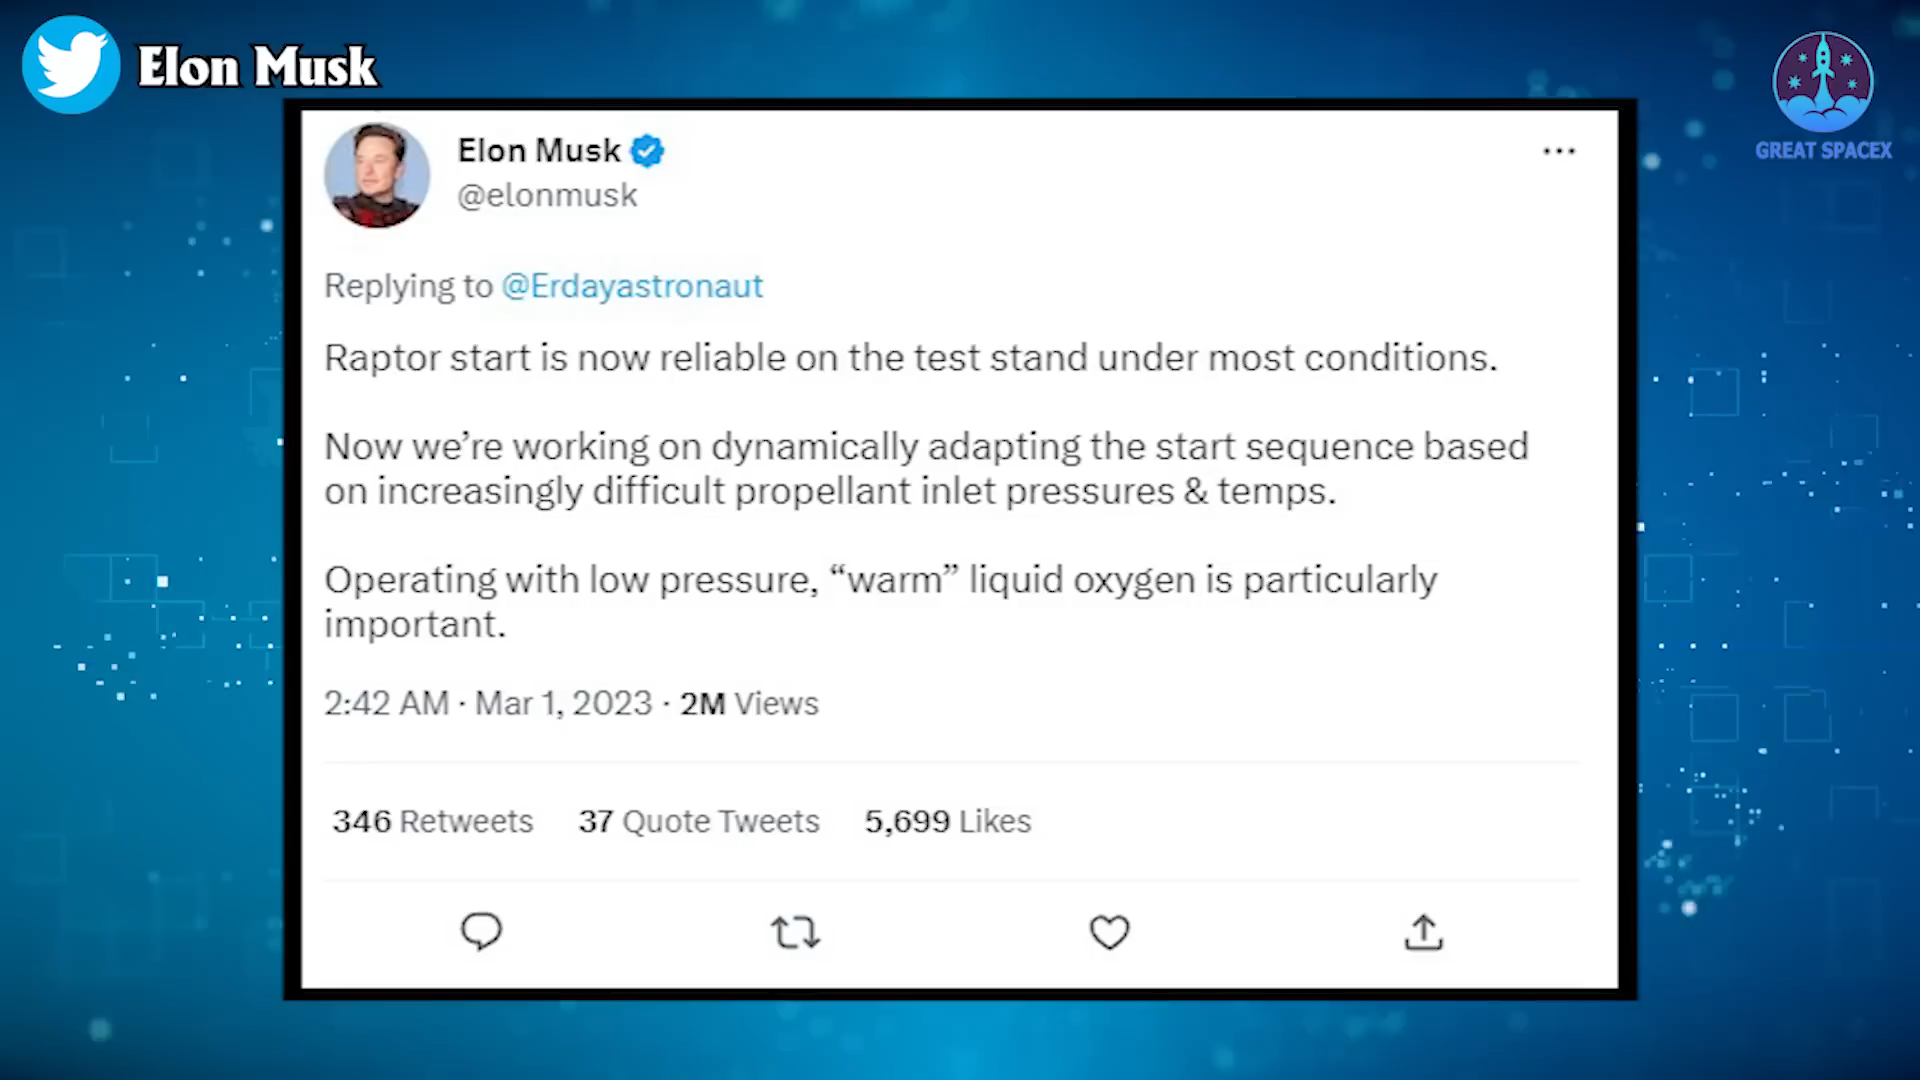 Elon Musk
GREAT SPACEX
Elon Musk
@elonmusk
Replying to @Erdayastronaut
Raptor start is now reliable on the test stand under most conditions.
Now we’re working on dynamically adapting the start sequence based
on increasingly difficult propellant inlet pressures & temps.
Operating with low pressure, “warm” liquid oxygen is particularly
important.
2:42 AM · Mar 1, 2023 · 2M Views
346 Retweets 37 Quote Tweets 5,699 Likes